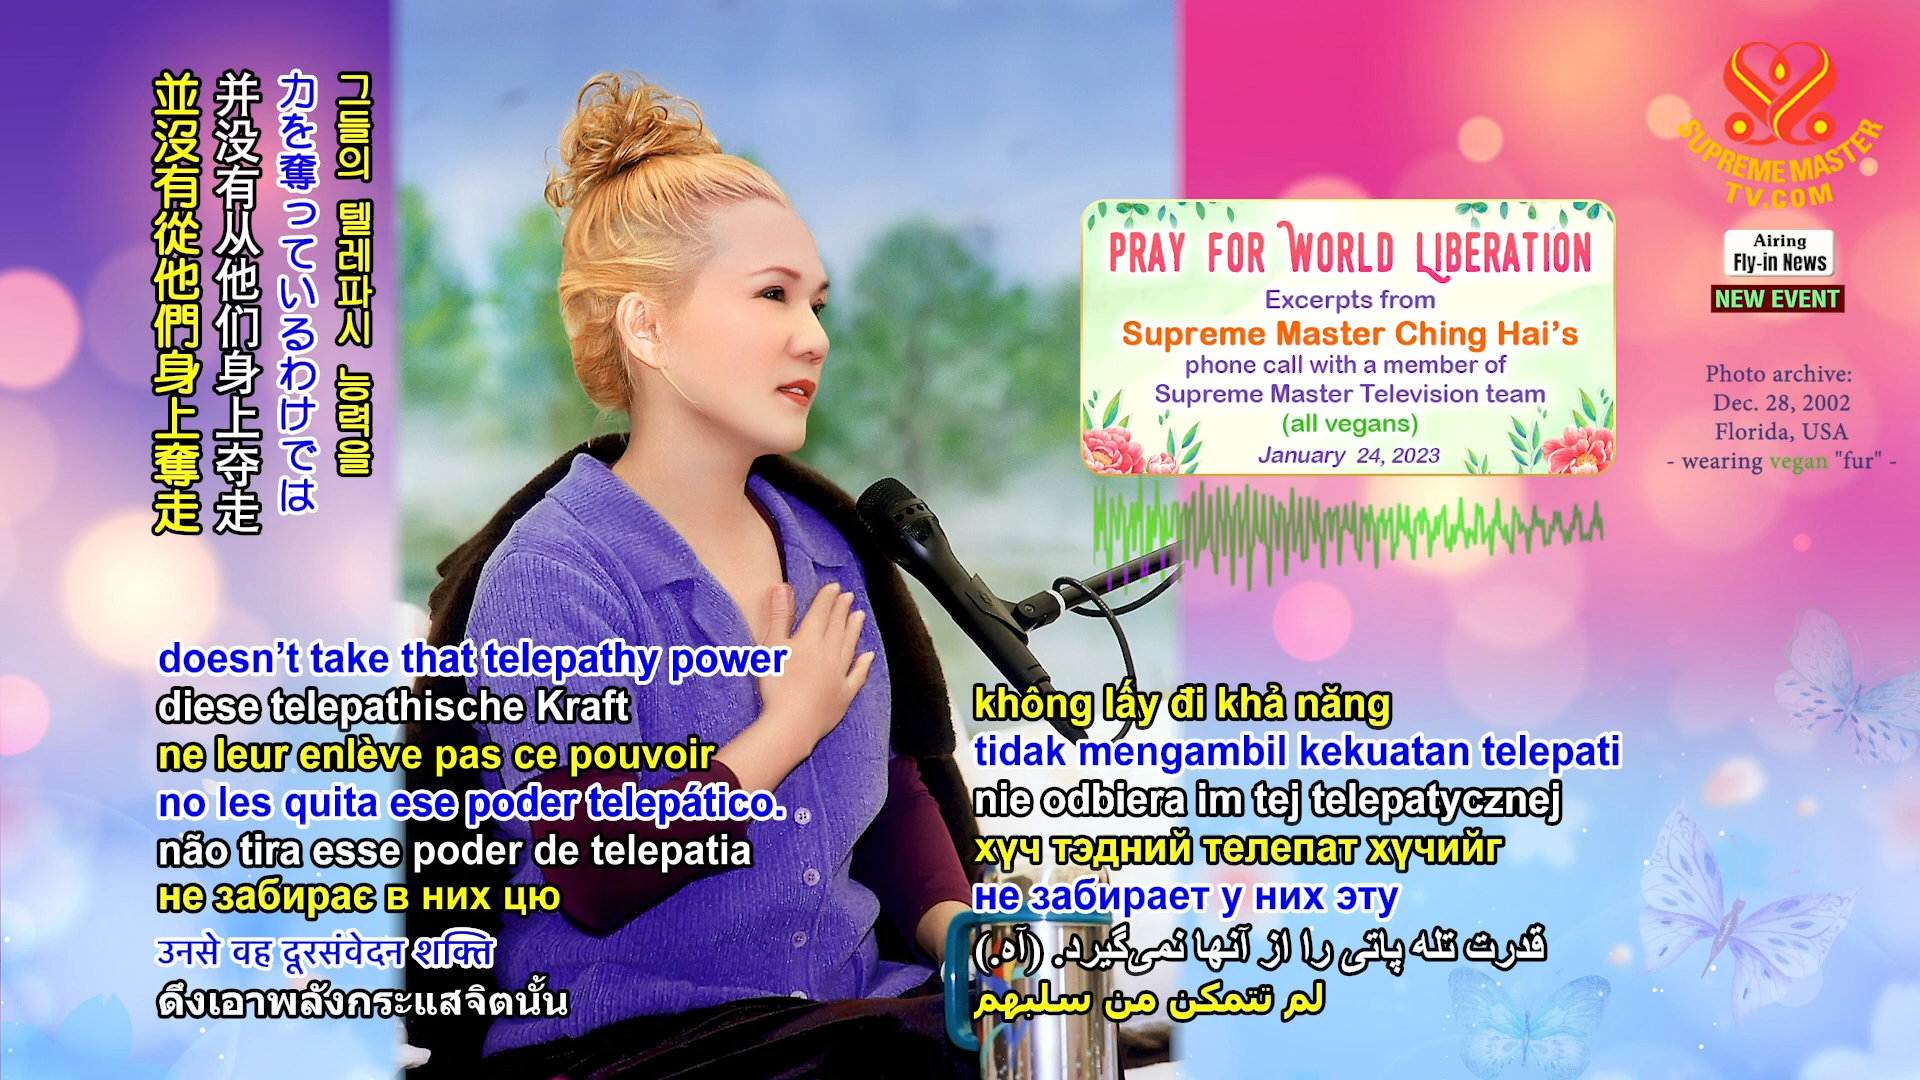 그들의 텔레파시 능력을
力を奪っているわけでは
并没有从他们身上夺走
並沒有從他們身上奪走
SUPREME MASTER
TV.COM
Airing
Fly-in News
NEW EVENT
PRAY FOR WORLD LIBERATION
Excerpts from
Supreme Master Ching Hai’s
phone call with a member of
Supreme Master Television team
(all vegans)
January 24, 2023
Photo archive:
Dec. 28, 2002
Florida, USA
- wearing vegan "fur" -
doesn’t take that telepathy power
diese telepathische Kraft
ne leur enlève pas ce pouvoir
no les quita ese poder telepático.
não tira esse poder de telepatia
не забирає в них цю
उनसे वह दूरसंवेदन शक्ति
ดึงเอาพลังกระแสจิตนั้น
không lấy đi khả năng
tidak mengambil kekuatan telepati
nie odbiera im tej telepatycznej
хүч тэдний телепат хүчийг
не забирает у них эту
قدرت تله پاتی را از آنها نمی‌گیرد. (آه.)
لم تتمكن من سلبهم